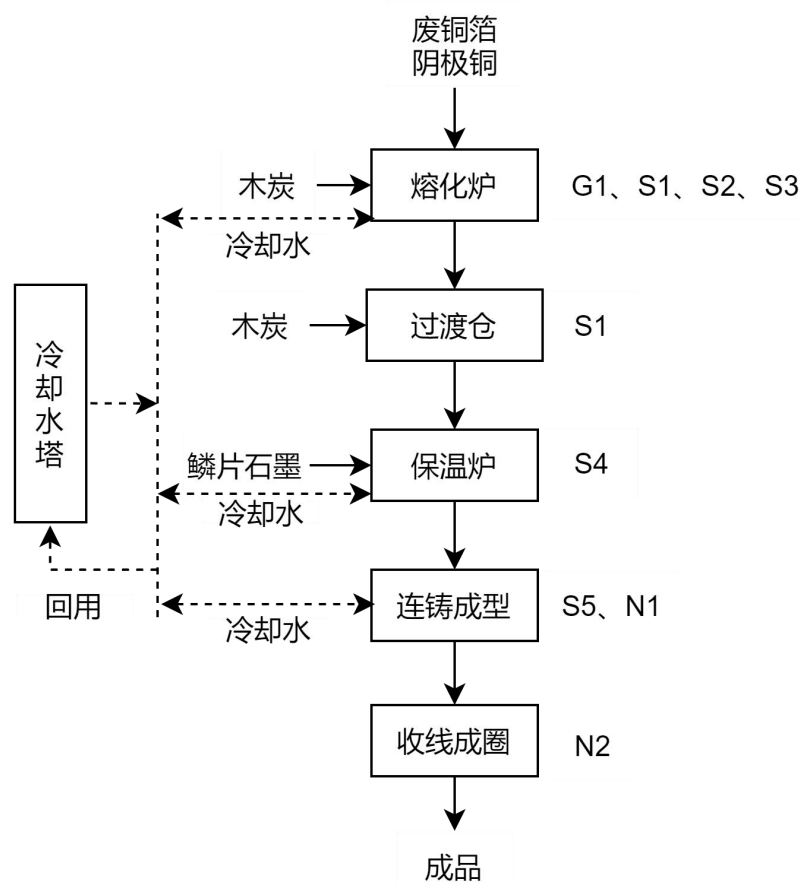 废铜箔
阴极铜
木炭
熔化炉
G1、S1、S2、S3
冷却水
木炭
过渡仓
S1
冷却水塔
鳞片石墨
保温炉
S4
冷却水
回用
连铸成型
S5、N1
冷却水
收线成圈
N2
成品